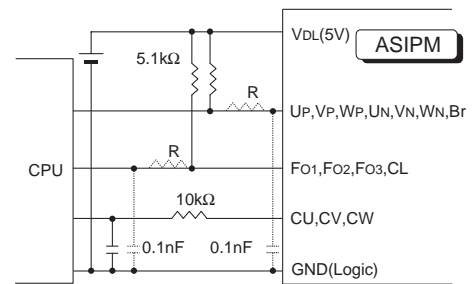 VDL(5V)
ASIPM
5.1kΩ
R
UP,VP,WP,UN,VN,WN,Br
R
CPU
FO1,FO2,FO3,CL
10kΩ
CU,CV,CW
0.1nF
0.1nF
GND(Logic)